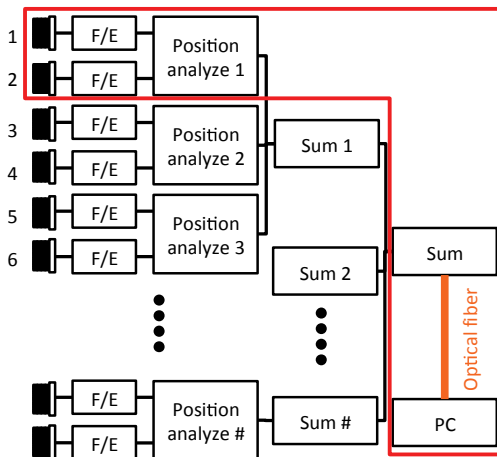 1
F/E
Position
analyze 1
2
F/E
3
F/E
Position
analyze 2
Sum 1
4
F/E
5
F/E
Position
analyze 3
6
F/E
Sum
Sum 2
Optical fiber
F/E
Position
analyze #
Sum #
PC
F/E